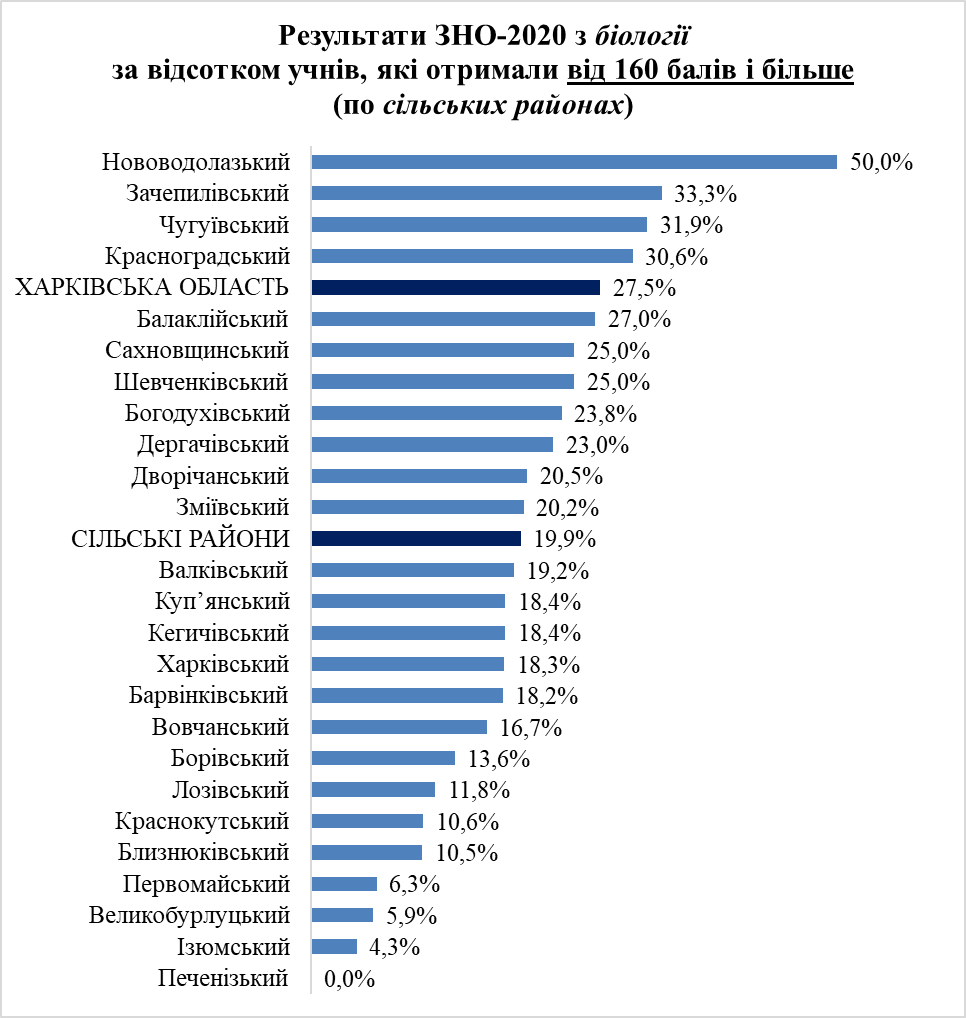 Результати ЗНО-2020 з біології
за відсотком учнів, які отримали від 160 балів і більше
(по сільських районах)
Нововодолазький 50,0%
Зачепилівський 33,3%
Чугуївський 31,9%
Красноградський 30,6%
ХАРКІВСЬКА ОБЛАСТЬ 27,5%
Балаклійський 27,0%
Сахновщинський 25,0%
Шевченківський 25,0%
Богодухівський 23,8%
Дергачівський 23,0%
Дворічанський 20,5%
Зміївський 20,2%
СІЛЬСЬКІ РАЙОНИ 19,9%
Валківський 19,2%
Куп’янський 18,4%
Кегичівський 18,4%
Харківський 18,3%
Барвінківський 18,2%
Вовчанський 16,7%
Борівський 13,6%
Лозівський 11,8%
Краснокутський 10,6%
Близнюківський 10,5%
Первомайський 6,3%
Великобурлуцький 5,9%
Ізюмський 4,3%
Печенізький 0,0%